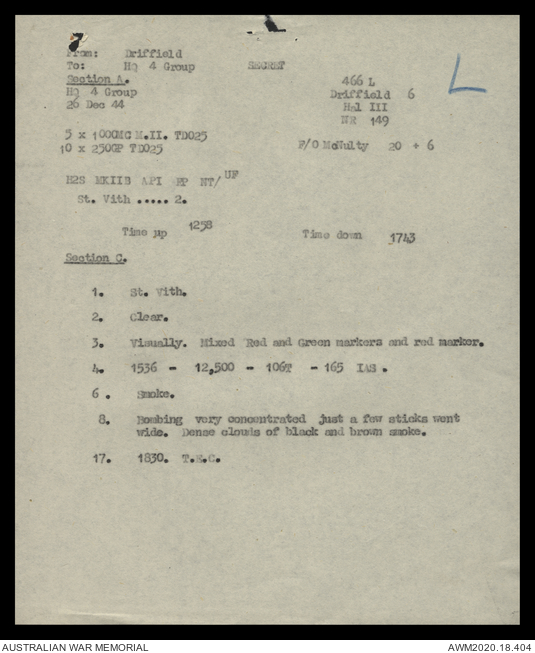 From: Driffield
To: HQ 4 Group SECRET
Section A. 466 L
HQ 4 Group Driffield 6
26 Dec 44 Hal III
NR 149
5 x 1000MC M.II. TD025
10 x 250GP TD025 F/O McNulty 20 + 6
H2S MKIIB API PP NT/UF
St. Vith ..... 2.
Time up 1258 Time down 1743
Section C.
1. St. Vith.
2. Clear.
3. Visually. Mixed Red and Green markers and red marker.
4. 1536 - 12,500 - 106T - 165 IAS .
6 . Smoke.
8. Bombing very concentrated just a few sticks went
wide. Dense clouds of black and brown smoke.
17. 1830. T.E.C.
L
AUSTRALIAN WAR MEMORIAL AWM2020.18.404